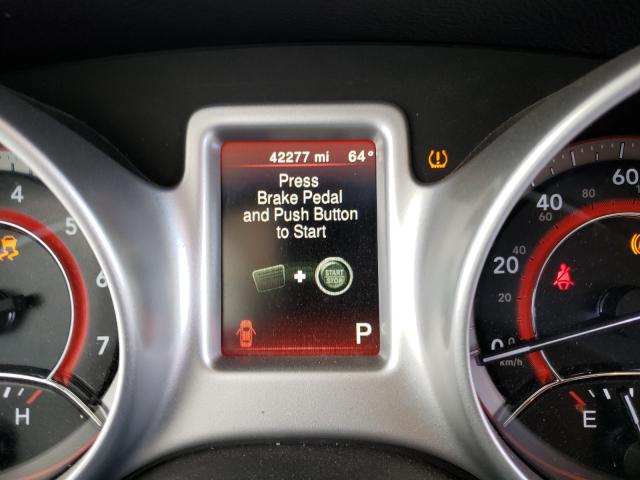 42277 mi 64°
Press
Brake Pedal
and Push Button
to Start
START
STOP
P
4
5
6
7
H
60
40
20
0
80
60
40
20
km/h
E